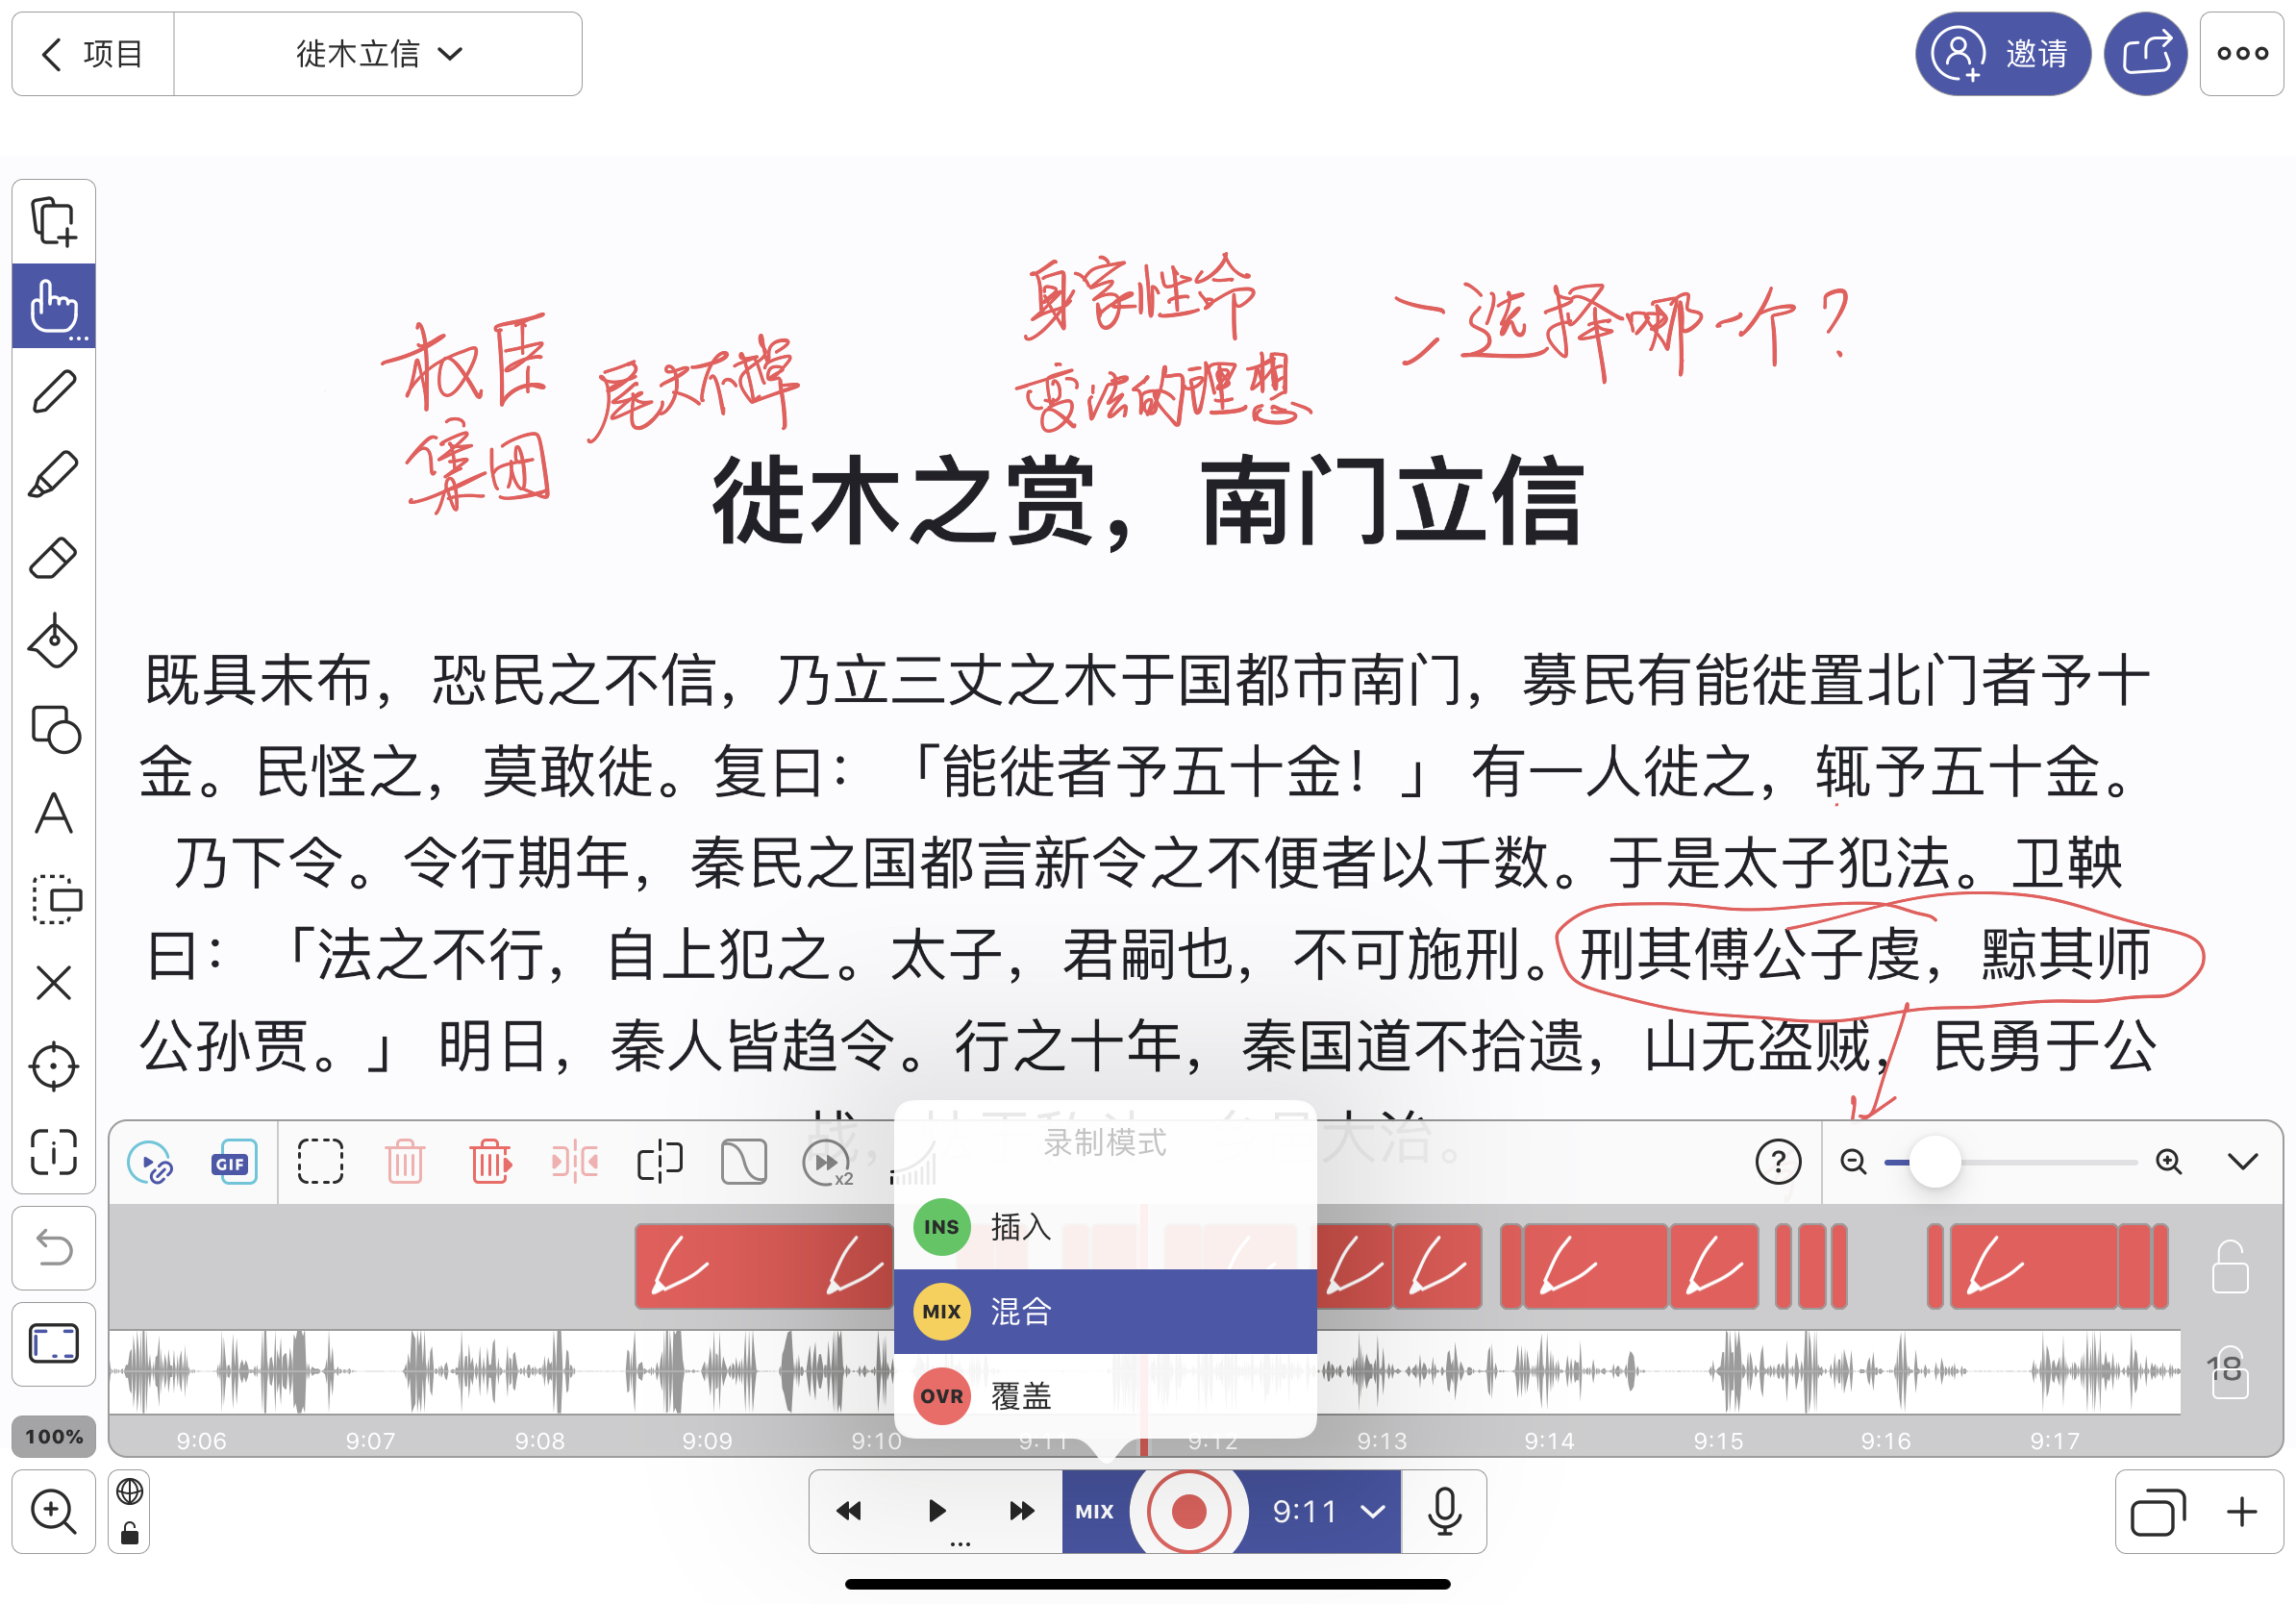 项目
徙木立信
邀请
身家性命
选择哪一个?
权臣
尾大不掉
变法的理想
集团
徙木之赏，南门立信
既具未布，恐民之不信，乃立三丈之木于国都市南门，募民有能徙置北门者予十
金。民怪之，莫敢徙。复曰：「能徙者予五十金！」有一人徙之，辄予五十金。
乃下令。令行期年，秦民之国都言新令之不便者以千数。于是太子犯法。卫鞅
曰：「法之不行，自上犯之。太子，君嗣也，不可施刑。刑其傅公子虔，黥其师
公孙贾。」明日，秦人皆趋令。行之十年，秦国道不拾遗，山无盗贼，民勇于公
战，
大治。
GIF
x2
录制模式
?
INS 插入
MIX 混合
OVR 覆盖
18
9:06 9:07 9:08 9:09 9:10 9:11 9:12 9:13 9:14 9:15 9:16 9:17
100%
MIX 9:11